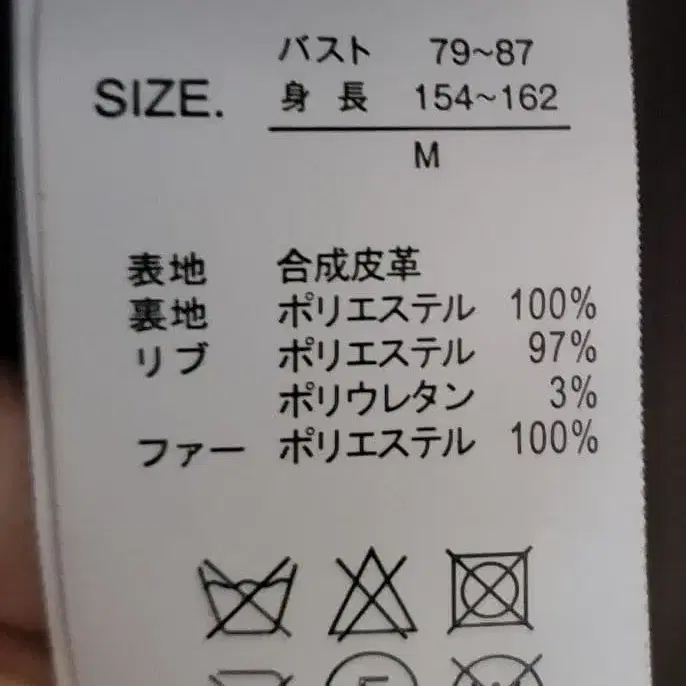 バスト 79~87
SIZE. 身長 154~162
M
表地 合成皮革
裏地 ポリエステル 100%
リブ ポリエステル 97%
ポリウレタン 3%
ファー ポリエステル 100%